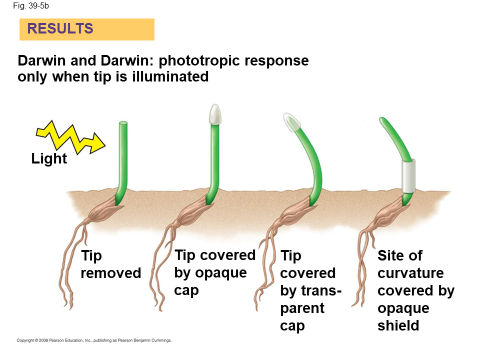 Fig. 39-5b
RESULTS
Darwin and Darwin: phototropic response
only when tip is illuminated
Light
Tip
removed
Tip covered
by opaque
cap
Tip
covered
by trans-
parent
cap
Site of
curvature
covered by
opaque
shield
Copyright © 2008 Pearson Education, Inc., publishing as Pearson Benjamin Cummings.